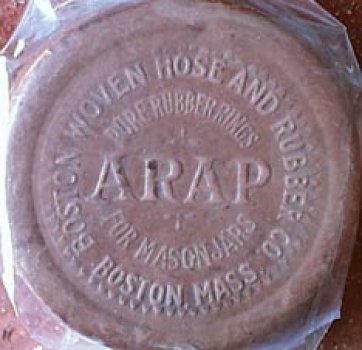 BOSTON WOVEN HOSE AND RUBBER CO.
PURE RUBBER RINGS
ARAP
FOR MASON JARS
BOSTON, MASS.